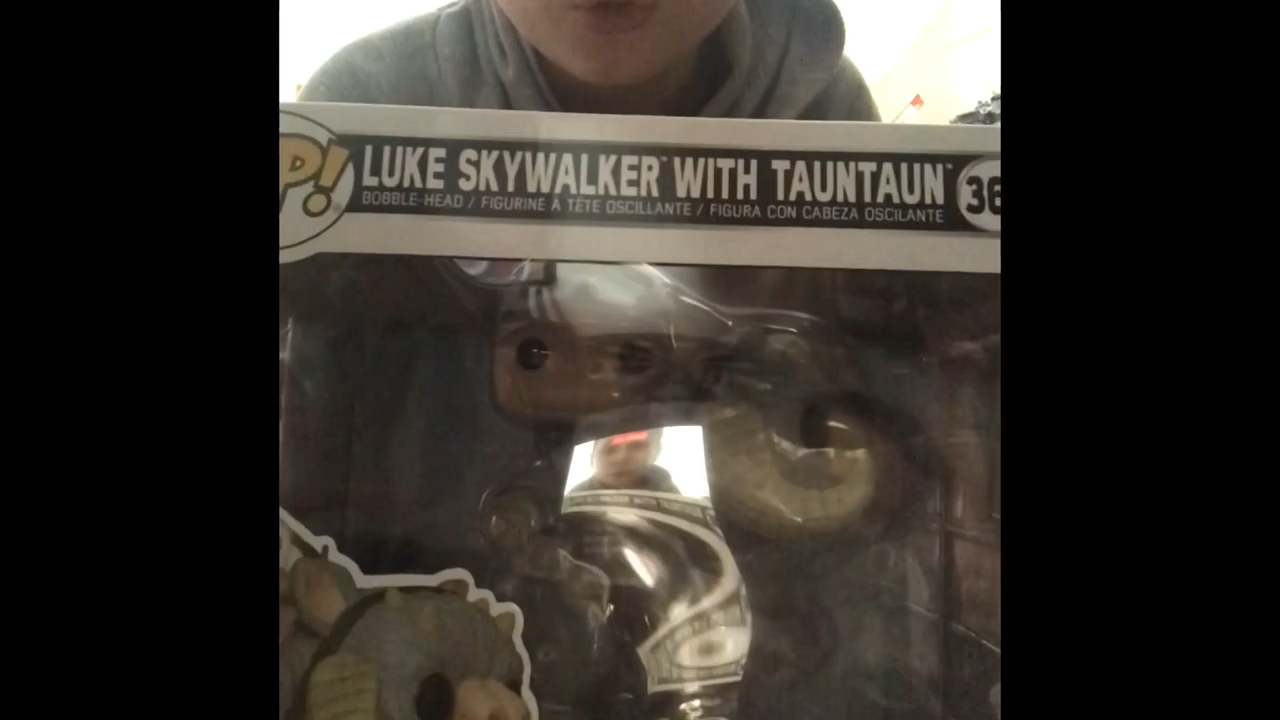 P!
LUKE SKYWALKER™ WITH TAUNTAUN™
BOBBLE-HEAD / FIGURINE À TÊTE OSCILLANTE / FIGURA CON CABEZA OSCILANTE
36